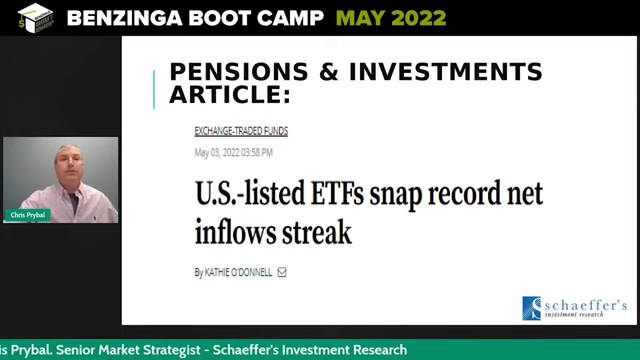 BENZINGA BOOT CAMP MAY 2022
PENSIONS & INVESTMENTS
ARTICLE:
EXCHANGE-TRADED FUNDS
May 03, 2022 03:58 PM
U.S.-listed ETFs snap record net
inflows streak
By KATHIE O'DONNELL
Chris Prybal
schaeffer's
investment research
is Prybal. Senior Market Strategist - Schaeffer's Investment Research